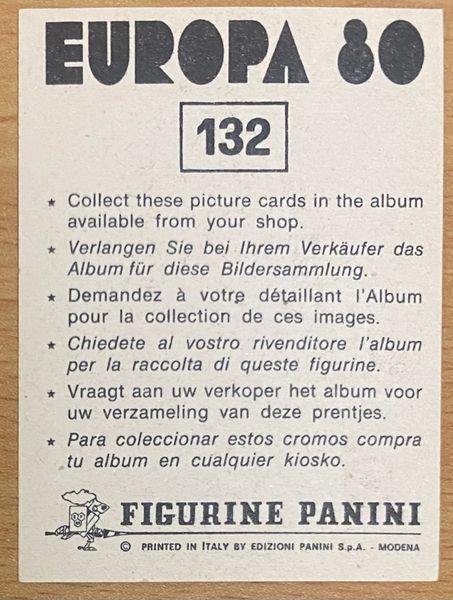 EUROPA 80
132
★ Collect these picture cards in the album
available from your shop.
★ Verlangen Sie bei Ihrem Verkäufer das
Album für diese Bildersammlung.
★ Demandez à votre détaillant l'Album
pour la collection de ces images.
★ Chiedete al vostro rivenditore l'album
per la raccolta di queste figurine.
★ Vraagt aan uw verkoper het album voor
uw verzameling van deze prentjes.
★ Para coleccionar estos cromos compra
tu album en cualquier kiosko.
FIGURINE PANINI
© PRINTED IN ITALY BY EDIZIONI PANINI S.p.A. - MODENA